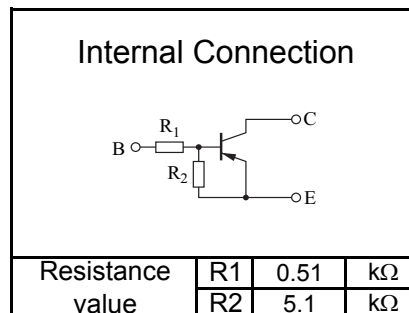 Internal Connection
C
R1
B
R2
E
Resistance value R1 0.51 kΩ
R2 5.1 kΩ